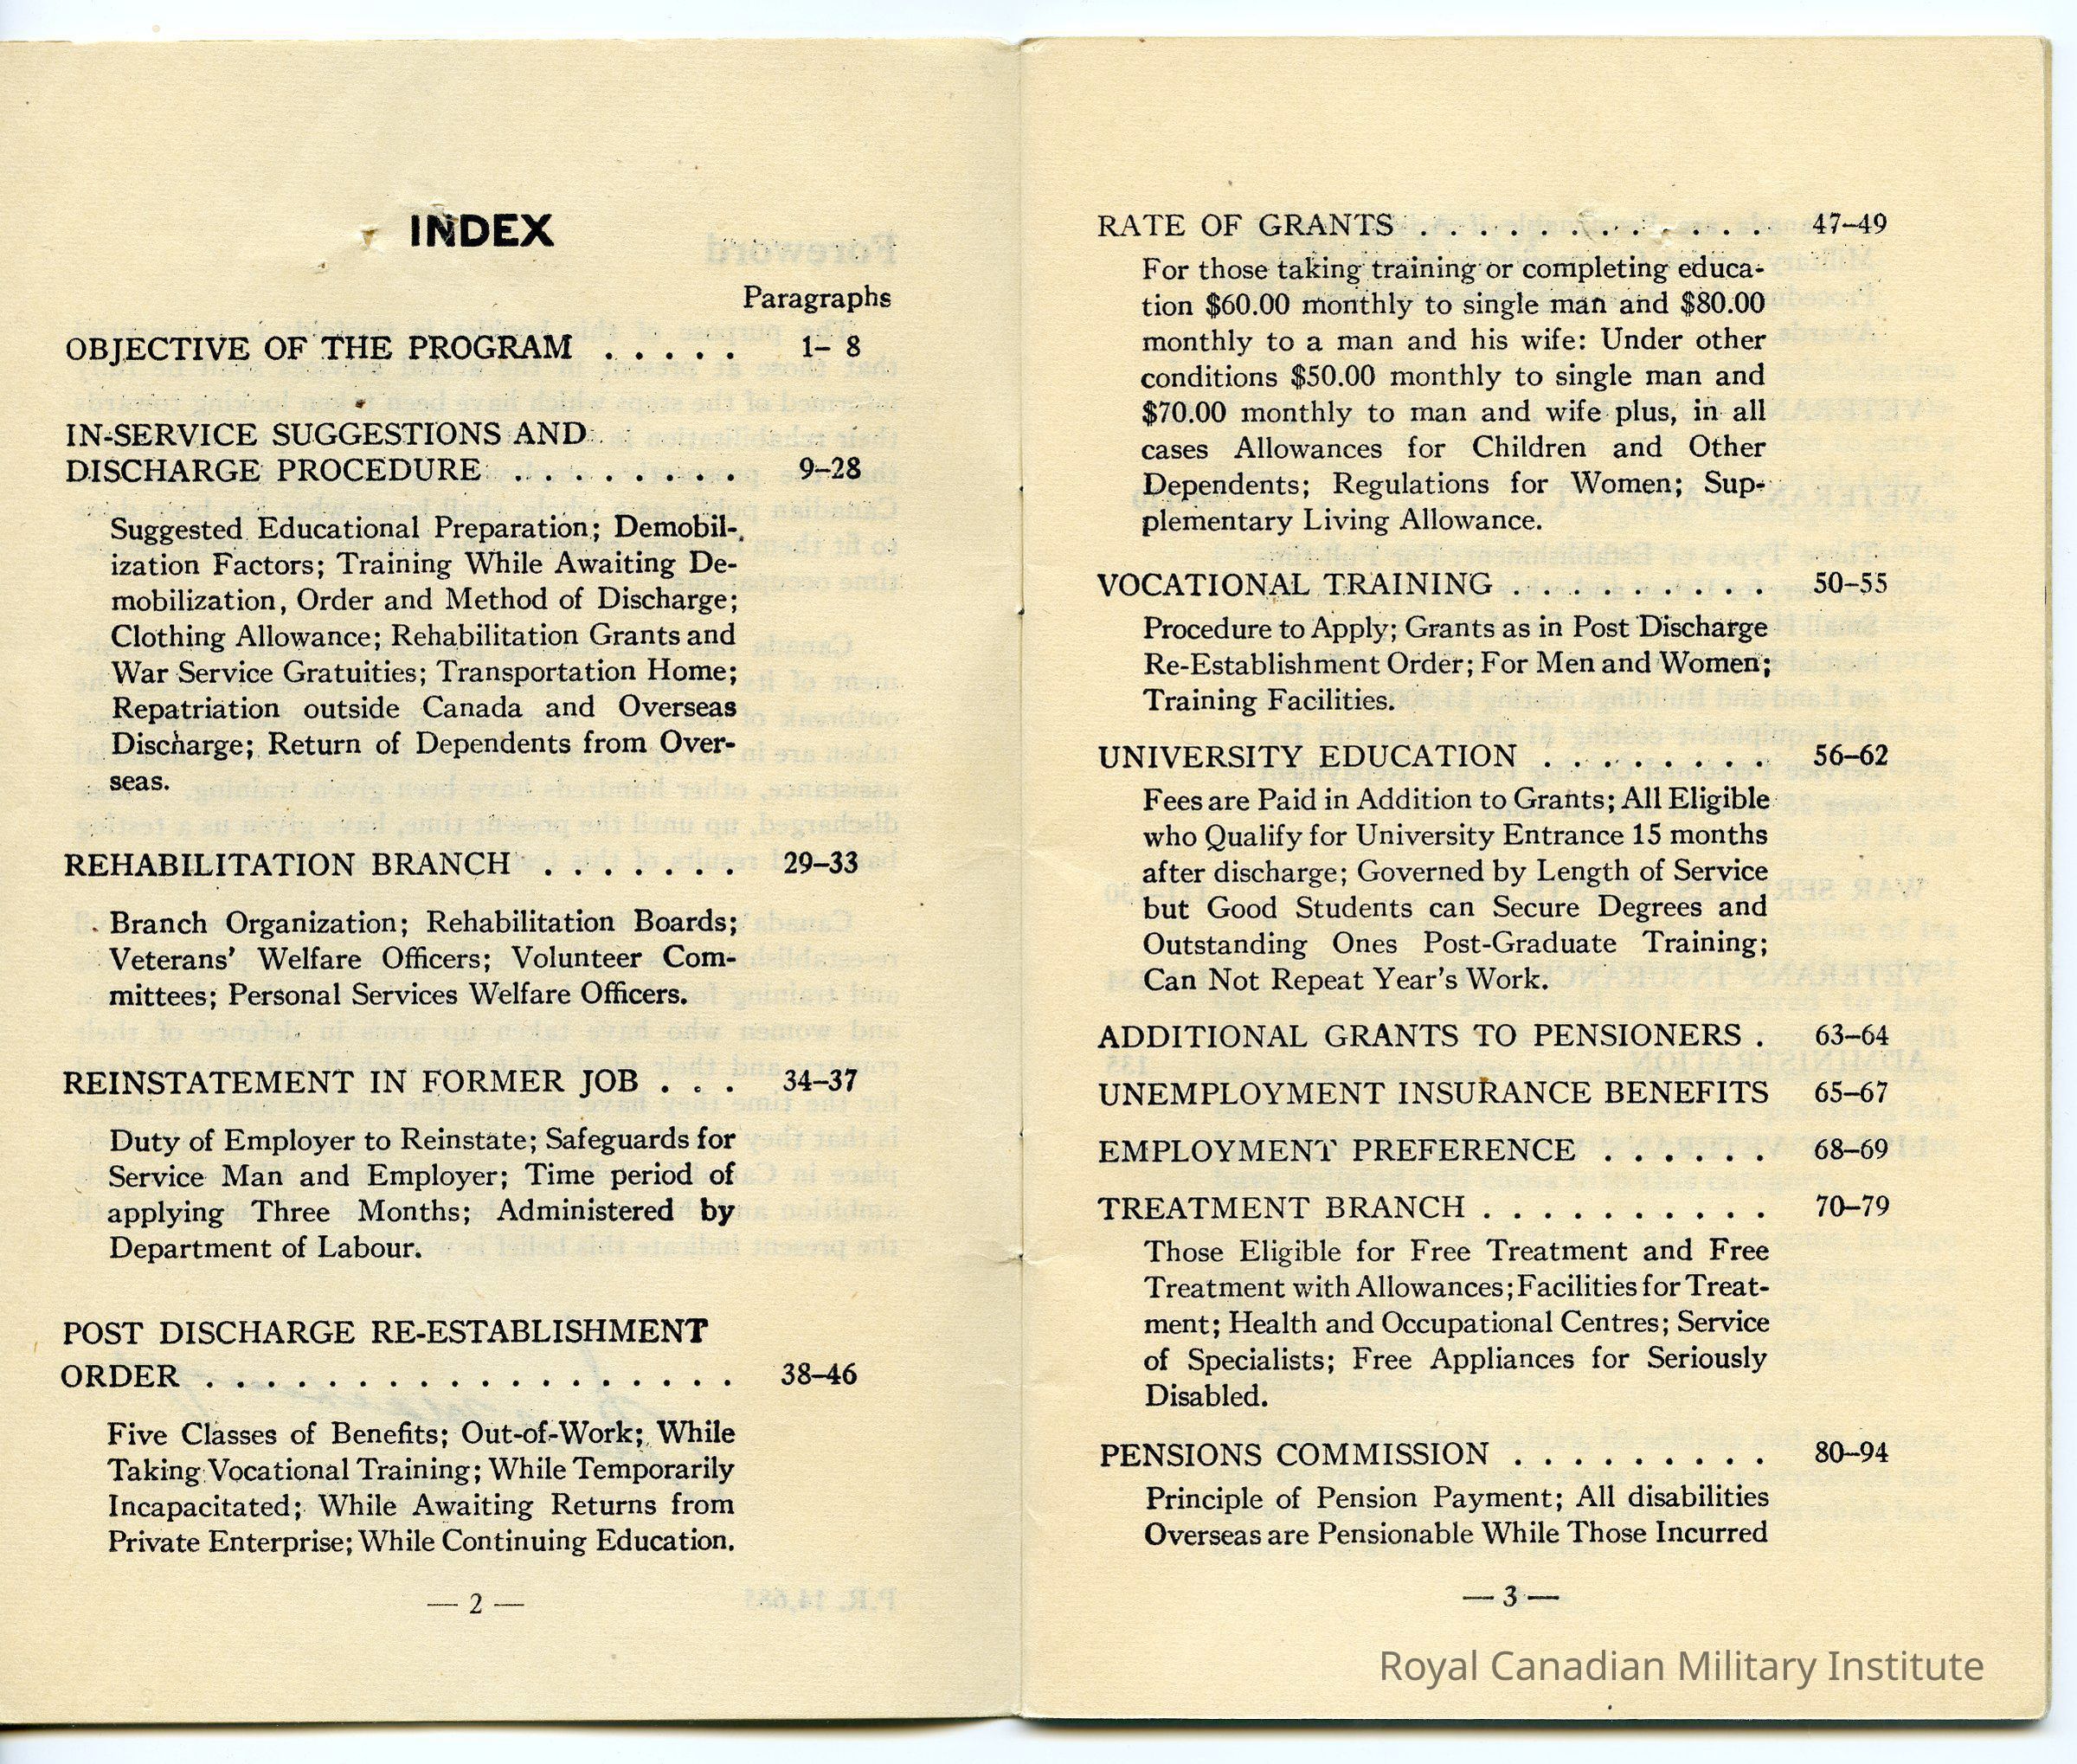 INDEX
Paragraphs
OBJECTIVE OF THE PROGRAM . . . . . 1– 8
IN-SERVICE SUGGESTIONS AND
DISCHARGE PROCEDURE . . . . . . . . 9–28
Suggested Educational Preparation; Demobil-
ization Factors; Training While Awaiting De-
mobilization, Order and Method of Discharge;
Clothing Allowance; Rehabilitation Grants and
War Service Gratuities; Transportation Home;
Repatriation outside Canada and Overseas
Discharge; Return of Dependents from Over-
seas.
REHABILITATION BRANCH . . . . . . . 29–33
Branch Organization; Rehabilitation Boards;
Veterans' Welfare Officers; Volunteer Com-
mittees; Personal Services Welfare Officers.
REINSTATEMENT IN FORMER JOB . . . 34–37
Duty of Employer to Reinstate; Safeguards for
Service Man and Employer; Time period of
applying Three Months; Administered by
Department of Labour.
POST DISCHARGE RE-ESTABLISHMENT
ORDER . . . . . . . . . . . . . . . . . . . 38–46
Five Classes of Benefits; Out-of-Work; While
Taking Vocational Training; While Temporarily
Incapacitated; While Awaiting Returns from
Private Enterprise; While Continuing Education.
— 2 —
RATE OF GRANTS . . . . . . . . . . . . 47–49
For those taking training or completing educa-
tion $60.00 monthly to single man and $80.00
monthly to a man and his wife: Under other
conditions $50.00 monthly to single man and
$70.00 monthly to man and wife plus, in all
cases Allowances for Children and Other
Dependents; Regulations for Women; Sup-
plementary Living Allowance.
VOCATIONAL TRAINING . . . . . . . . . 50–55
Procedure to Apply; Grants as in Post Discharge
Re-Establishment Order; For Men and Women;
Training Facilities.
UNIVERSITY EDUCATION . . . . . . . . 56–62
Fees are Paid in Addition to Grants; All Eligible
who Qualify for University Entrance 15 months
after discharge; Governed by Length of Service
but Good Students can Secure Degrees and
Outstanding Ones Post-Graduate Training;
Can Not Repeat Year's Work.
ADDITIONAL GRANTS TO PENSIONERS . 63–64
UNEMPLOYMENT INSURANCE BENEFITS 65–67
EMPLOYMENT PREFERENCE . . . . . . 68–69
TREATMENT BRANCH . . . . . . . . . . 70–79
Those Eligible for Free Treatment and Free
Treatment with Allowances; Facilities for Treat-
ment; Health and Occupational Centres; Service
of Specialists; Free Appliances for Seriously
Disabled.
PENSIONS COMMISSION . . . . . . . . . 80–94
Principle of Pension Payment; All disabilities
Overseas are Pensionable While Those Incurred
— 3 —
Royal Canadian Military Institute